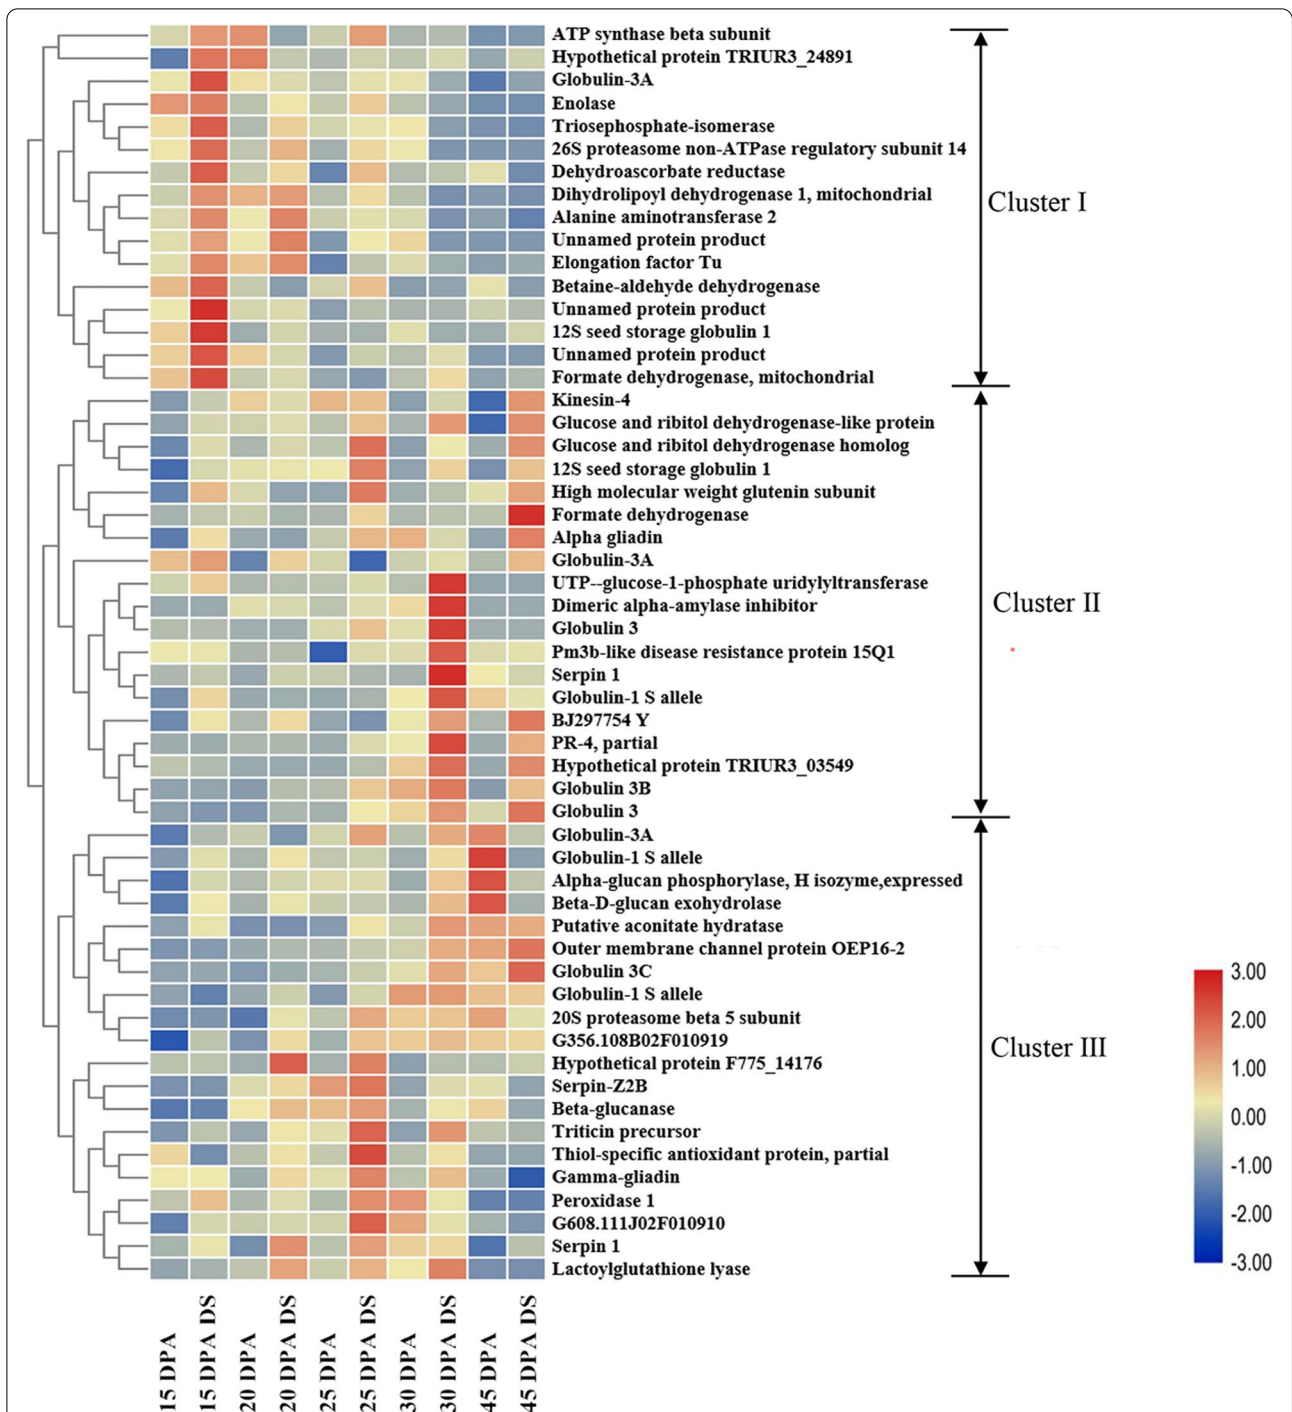 ATP synthase beta subunit
Hypothetical protein TRIUR3_24891
Globulin-3A
Enolase
Triosephosphate-isomerase
26S proteasome non-ATPase regulatory subunit 14
Dehydroascorbate reductase
Dihydrolipoyl dehydrogenase 1, mitochondrial
Alanine aminotransferase 2
Unnamed protein product
Elongation factor Tu
Betaine-aldehyde dehydrogenase
Unnamed protein product
12S seed storage globulin 1
Unnamed protein product
Formate dehydrogenase, mitochondrial
Cluster I
Kinesin-4
Glucose and ribitol dehydrogenase-like protein
Glucose and ribitol dehydrogenase homolog
12S seed storage globulin 1
High molecular weight glutenin subunit
Formate dehydrogenase
Alpha gliadin
Globulin-3A
UTP--glucose-1-phosphate uridylyltransferase
Dimeric alpha-amylase inhibitor
Globulin 3
Pm3b-like disease resistance protein 15Q1
Serpin 1
Globulin-1 S allele
BJ297754 Y
PR-4, partial
Hypothetical protein TRIUR3_03549
Globulin 3B
Globulin 3
Cluster II
Globulin-3A
Globulin-1 S allele
Alpha-glucan phosphorylase, H isozyme,expressed
Beta-D-glucan exohydrolase
Putative aconitate hydratase
Outer membrane channel protein OEP16-2
Globulin 3C
Globulin-1 S allele
20S proteasome beta 5 subunit
G356.108B02F010919
Hypothetical protein F775_14176
Serpin-Z2B
Beta-glucanase
Triticin precursor
Thiol-specific antioxidant protein, partial
Gamma-gliadin
Peroxidase 1
G608.111J02F010910
Serpin 1
Lactoylglutathione lyase
Cluster III
3.00
2.00
1.00
0.00
-1.00
-2.00
-3.00
15 DPA
15 DPA DS
20 DPA
20 DPA DS
25 DPA
25 DPA DS
30 DPA
30 DPA DS
45 DPA
45 DPA DS